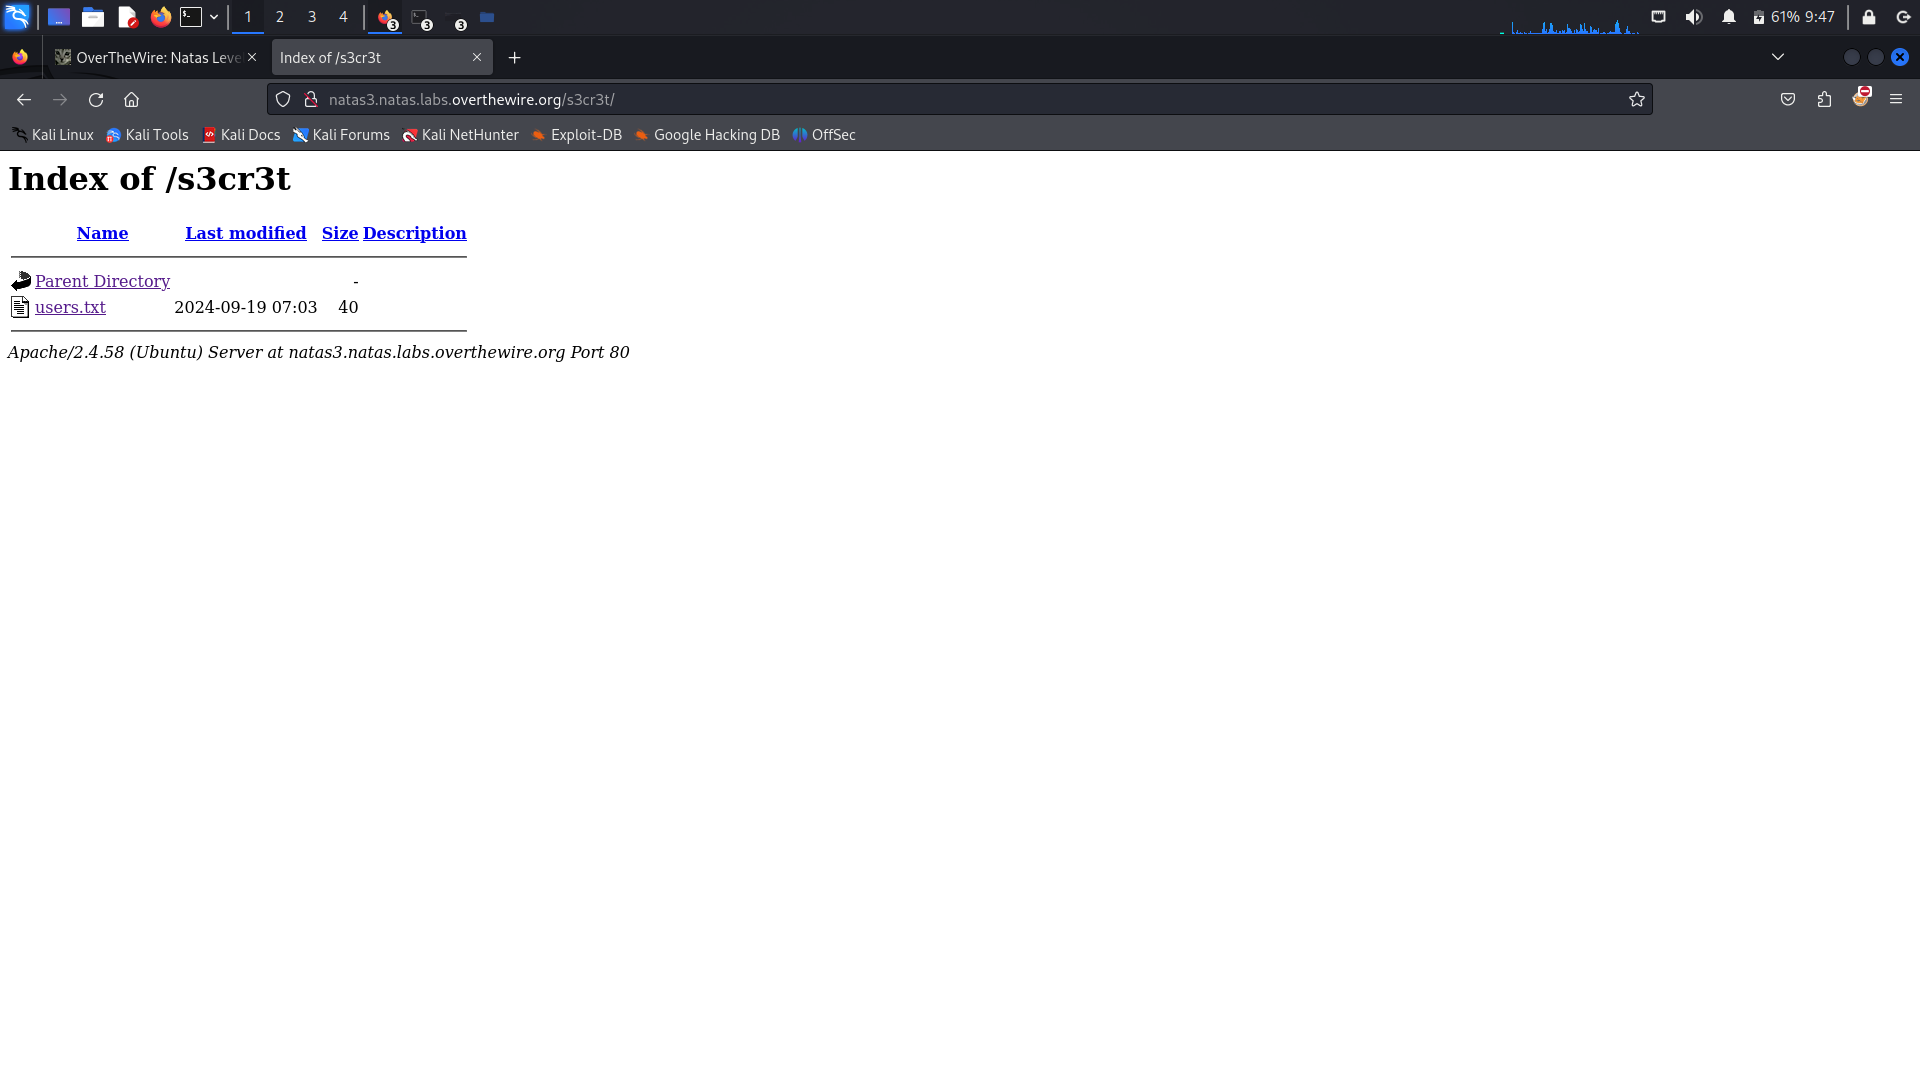 1 2 3 4 3 3 3 61% 9:47
OverTheWire: Natas Leve Index of /s3cr3t
natas3.natas.labs.overthewire.org/s3cr3t/
Kali Linux Kali Tools Kali Docs Kali Forums Kali NetHunter Exploit-DB Google Hacking DB OffSec
Index of /s3cr3t
Name Last modified Size Description
Parent Directory -
users.txt 2024-09-19 07:03 40
Apache/2.4.58 (Ubuntu) Server at natas3.natas.labs.overthewire.org Port 80